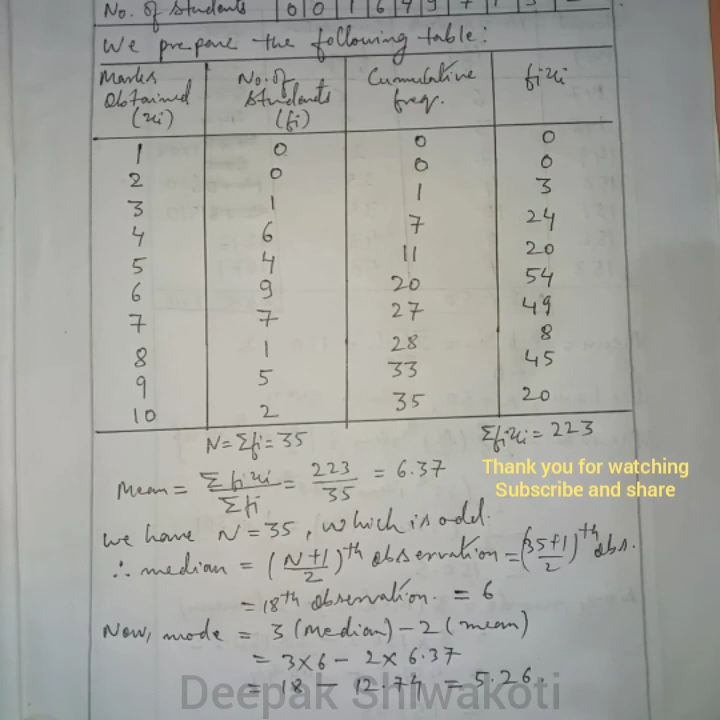 No. of students 0 0 1 6 4 9 7 1 5 2
We prepare the following table:
Marks Obtained (xi) No. of Students (fi) Cumulative freq. fixi
1 0 0 0
2 0 0 0
3 1 1 3
4 6 7 24
5 4 11 20
6 9 20 54
7 7 27 49
8 1 28 8
9 5 33 45
10 2 35 20
N = Σfi = 35 Σfixi = 223
Mean = Σfixi/Σfi = 223/35 = 6.37
Thank you for watching
Subscribe and share
we have N = 35, which is odd.
∴ median = (N+1/2)th observation = (35+1/2)th obs.
= 18th observation. = 6
Now, mode = 3 (median) − 2 (mean)
= 3×6 − 2×6.37
= 18 − 12.74 = 5.26.
Deepak Shiwakoti